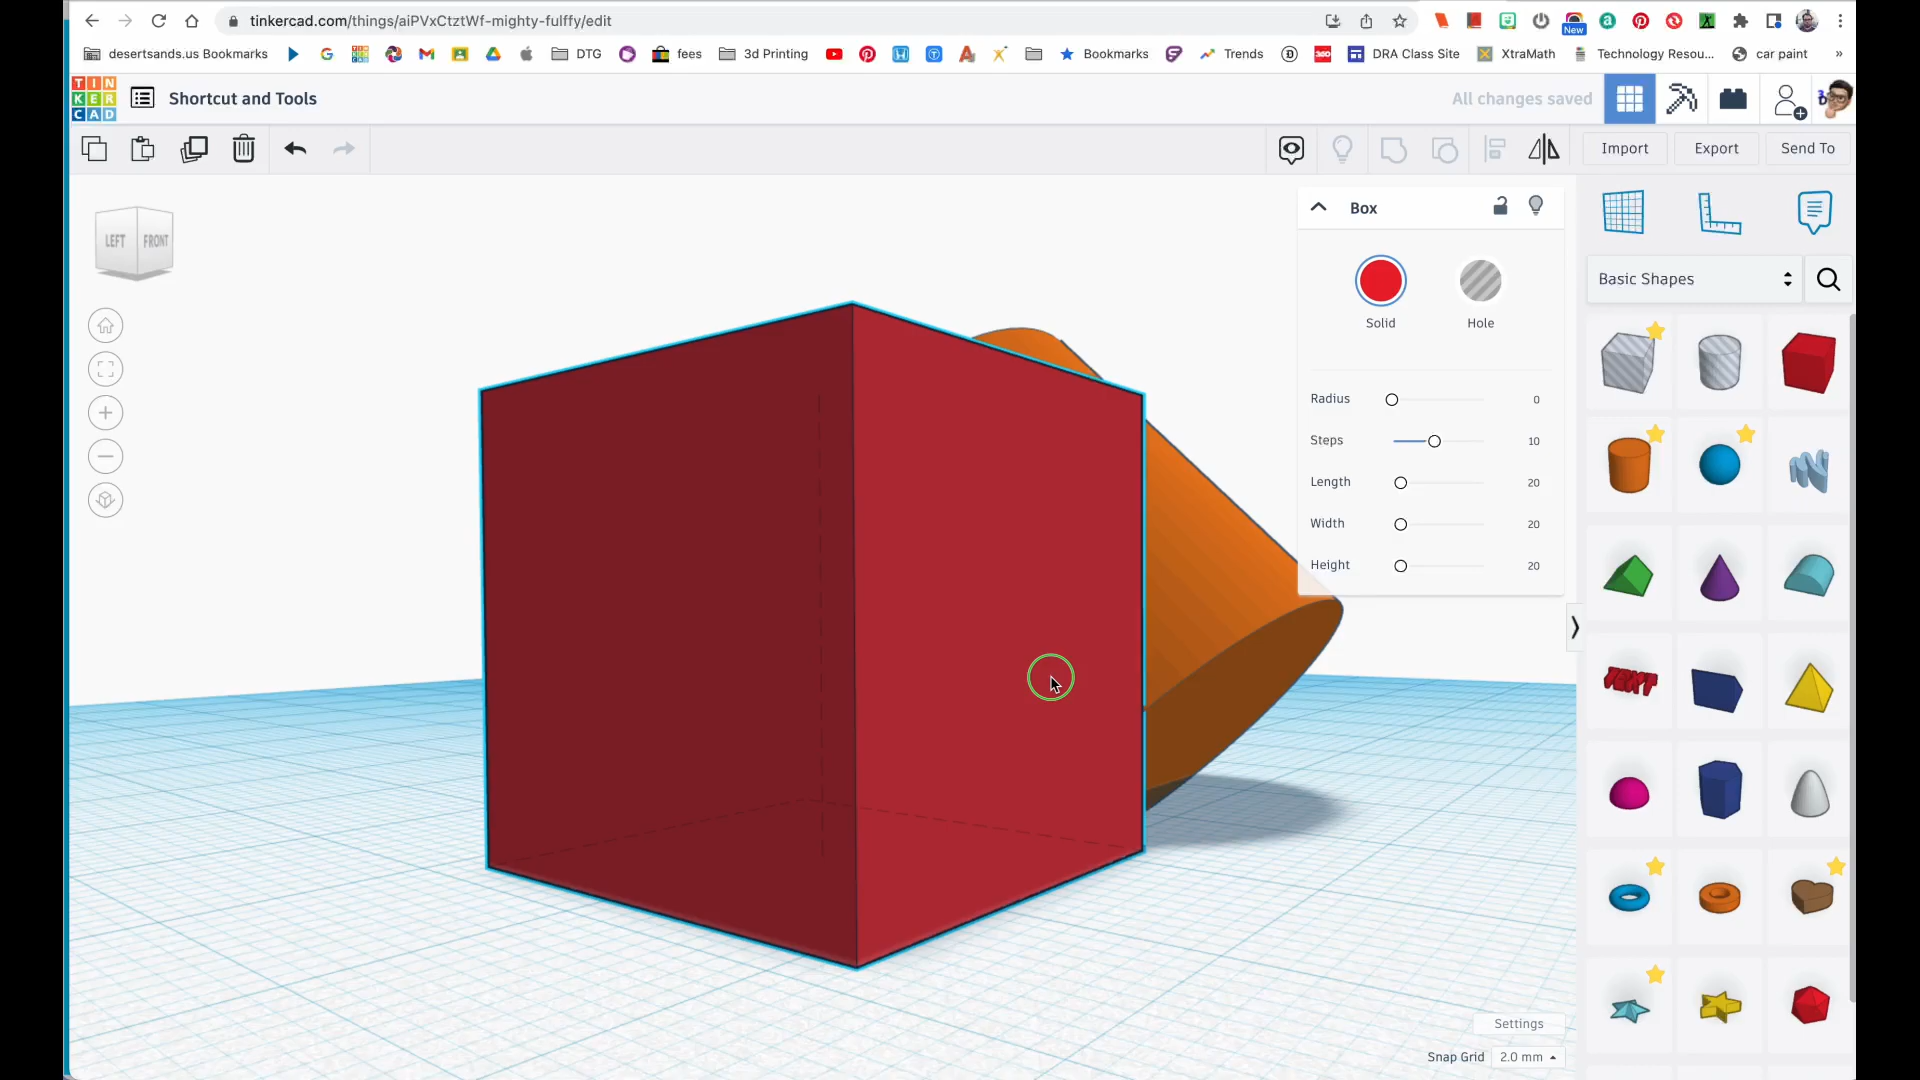 tinkercad.com/things/aiPVxCtztWf-mighty-fulffy/edit
New
desertsands.us Bookmarks
DTG
fees
3d Printing
Bookmarks
Trends
DRA Class Site
XtraMath
Technology Resou...
car paint
»
TIN
KER
CAD
Shortcut and Tools
All changes saved
Import
Export
Send To
LEFT
FRONT
Box
Solid
Hole
Radius 0
Steps 10
Length 20
Width 20
Height 20
Basic Shapes
TEXT
Settings
Snap Grid 2.0 mm